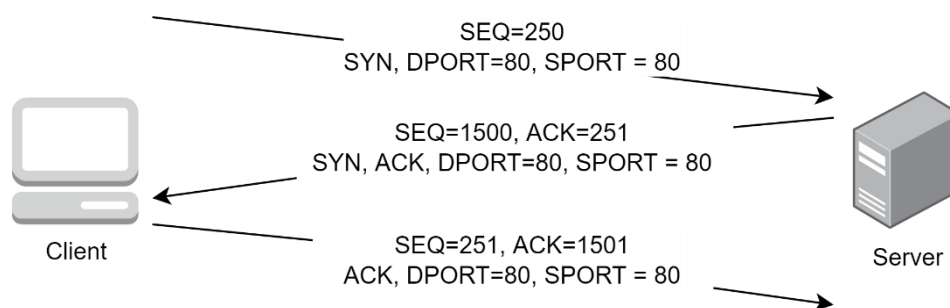 SEQ=250
SYN, DPORT=80, SPORT = 80
SEQ=1500, ACK=251
SYN, ACK, DPORT=80, SPORT = 80
Client
SEQ=251, ACK=1501
ACK, DPORT=80, SPORT = 80
Server